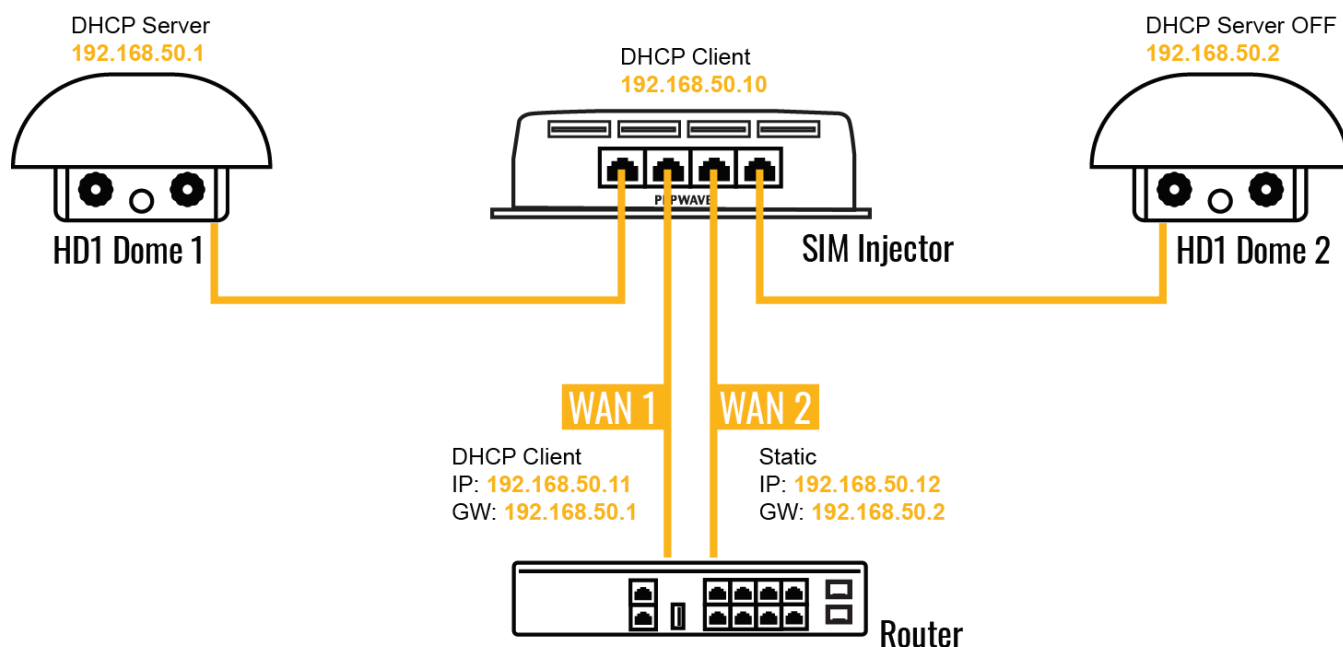 DHCP Server
192.168.50.1
HD1 Dome 1
DHCP Client
192.168.50.10
PEPWAVE
SIM Injector
DHCP Server OFF
192.168.50.2
HD1 Dome 2
WAN 1
DHCP Client
IP: 192.168.50.11
GW: 192.168.50.1
WAN 2
Static
IP: 192.168.50.12
GW: 192.168.50.2
Router